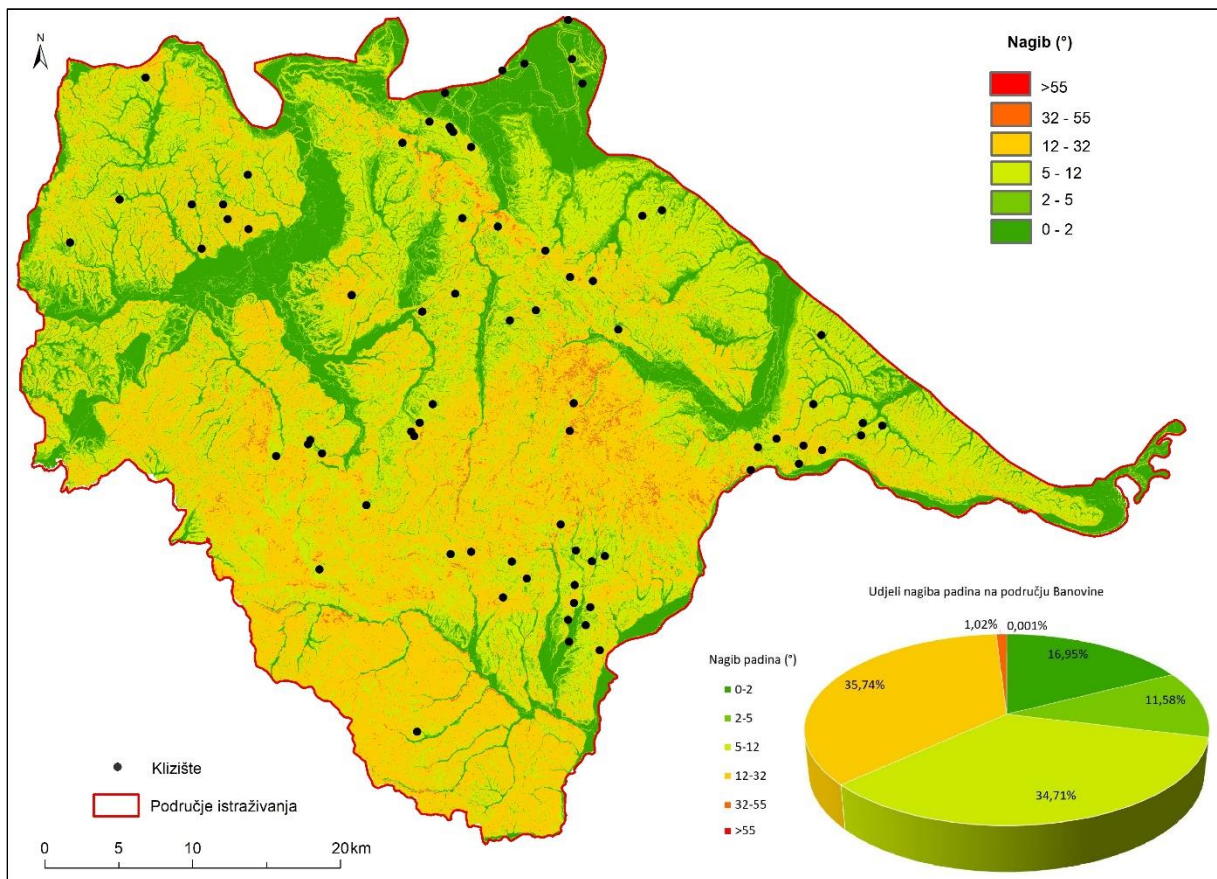 N
Nagib (°)
>55
32 - 55
12 - 32
5 - 12
2 - 5
0 - 2
Klizište
Područje istraživanja
0 5 10 20 km
Udjeli nagiba padina na području Banovine
Nagib padina (°)
0-2
2-5
5-12
12-32
32-55
>55
1,02%
0,001%
16,95%
11,58%
34,71%
35,74%